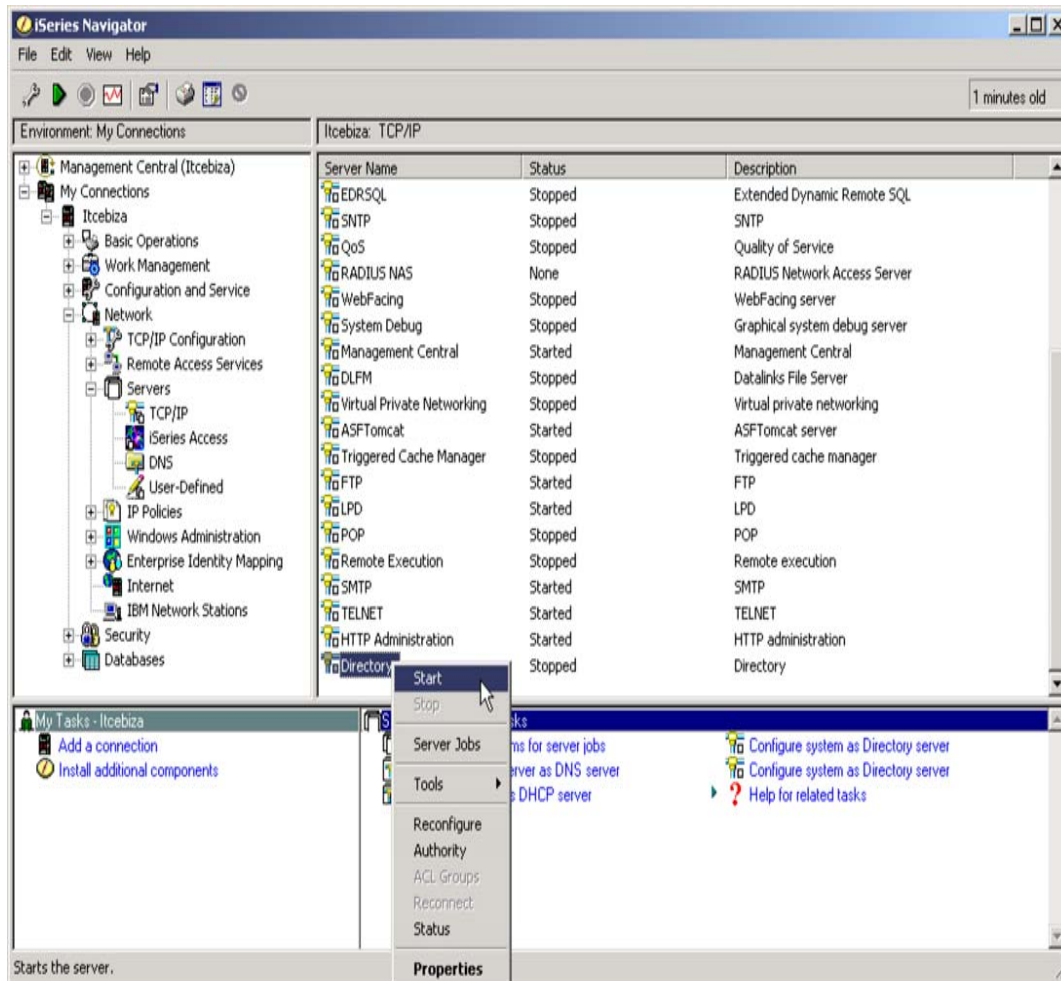 iSeries Navigator
File Edit View Help
1 minutes old
Environment: My Connections
Itcebiza: TCP/IP
Management Central (Itcebiza)
My Connections
Itcebiza
Basic Operations
Work Management
Configuration and Service
Network
TCP/IP Configuration
Remote Access Services
Servers
TCP/IP
iSeries Access
DNS
User-Defined
IP Policies
Windows Administration
Enterprise Identity Mapping
Internet
IBM Network Stations
Security
Databases
Server Name Status Description
EDRSQL Stopped Extended Dynamic Remote SQL
SNTP Stopped SNTP
QoS Stopped Quality of Service
RADIUS NAS None RADIUS Network Access Server
WebFacing Stopped WebFacing server
System Debug Stopped Graphical system debug server
Management Central Started Management Central
DLFM Stopped Datalinks File Server
Virtual Private Networking Stopped Virtual private networking
ASFTomcat Started ASFTomcat server
Triggered Cache Manager Stopped Triggered cache manager
FTP Started FTP
LPD Started LPD
POP Stopped POP
Remote Execution Stopped Remote execution
SMTP Started SMTP
TELNET Started TELNET
HTTP Administration Started HTTP administration
Directory Stopped Directory
Start
Stop
Server Jobs
Tools
Reconfigure
Authority
ACL Groups
Reconnect
Status
Properties
My Tasks - Itcebiza
Add a connection
Install additional components
S ks
ms for server jobs
erver as DNS server
s DHCP server
Configure system as Directory server
Configure system as Directory server
Help for related tasks
Starts the server.